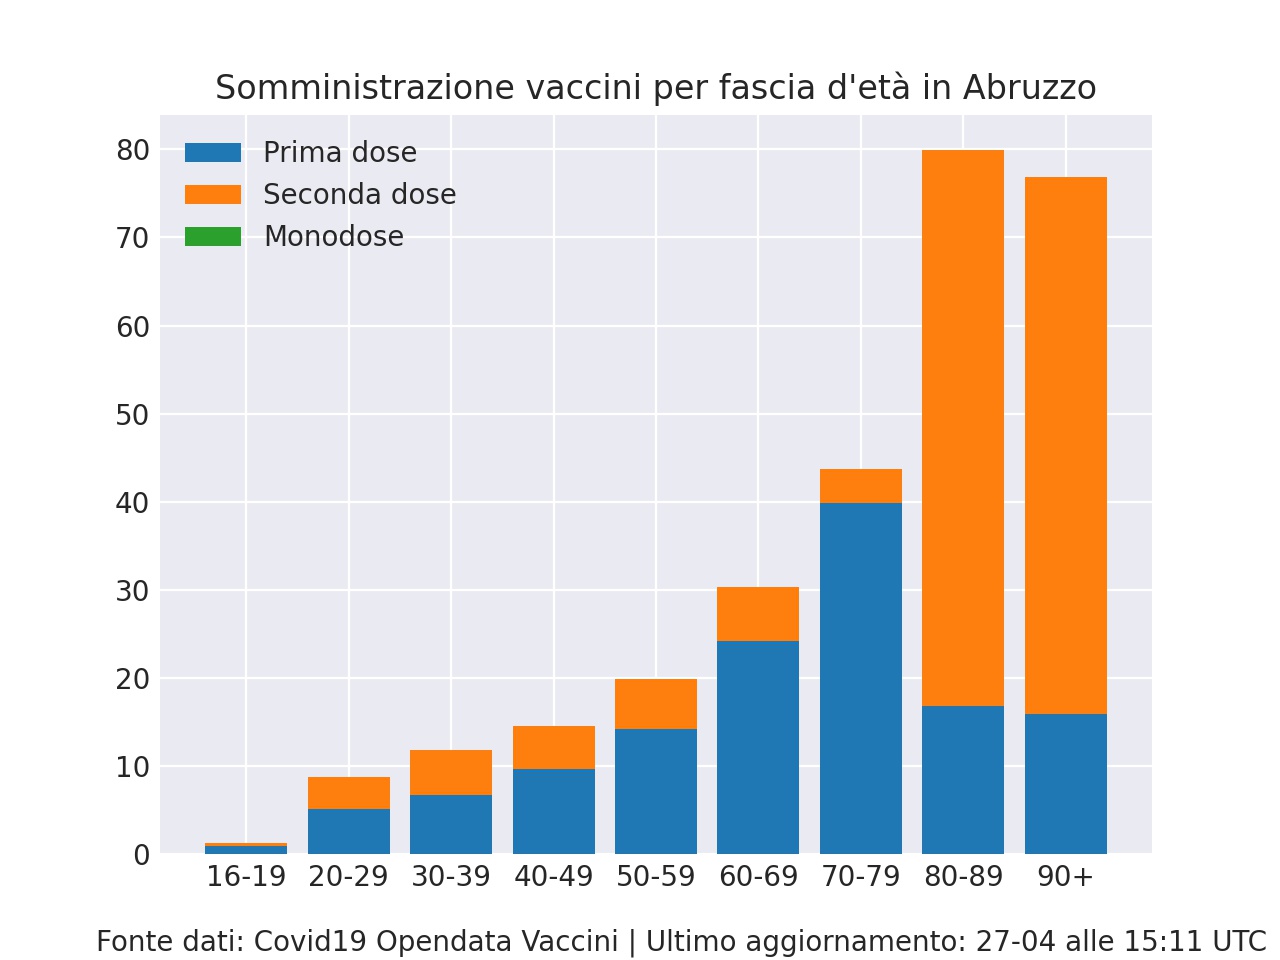 Somministrazione vaccini per fascia d'età in Abruzzo
Prima dose
Seconda dose
Monodose
80
70
60
50
40
30
20
10
0
16-19 20-29 30-39 40-49 50-59 60-69 70-79 80-89 90+
Fonte dati: Covid19 Opendata Vaccini | Ultimo aggiornamento: 27-04 alle 15:11 UTC